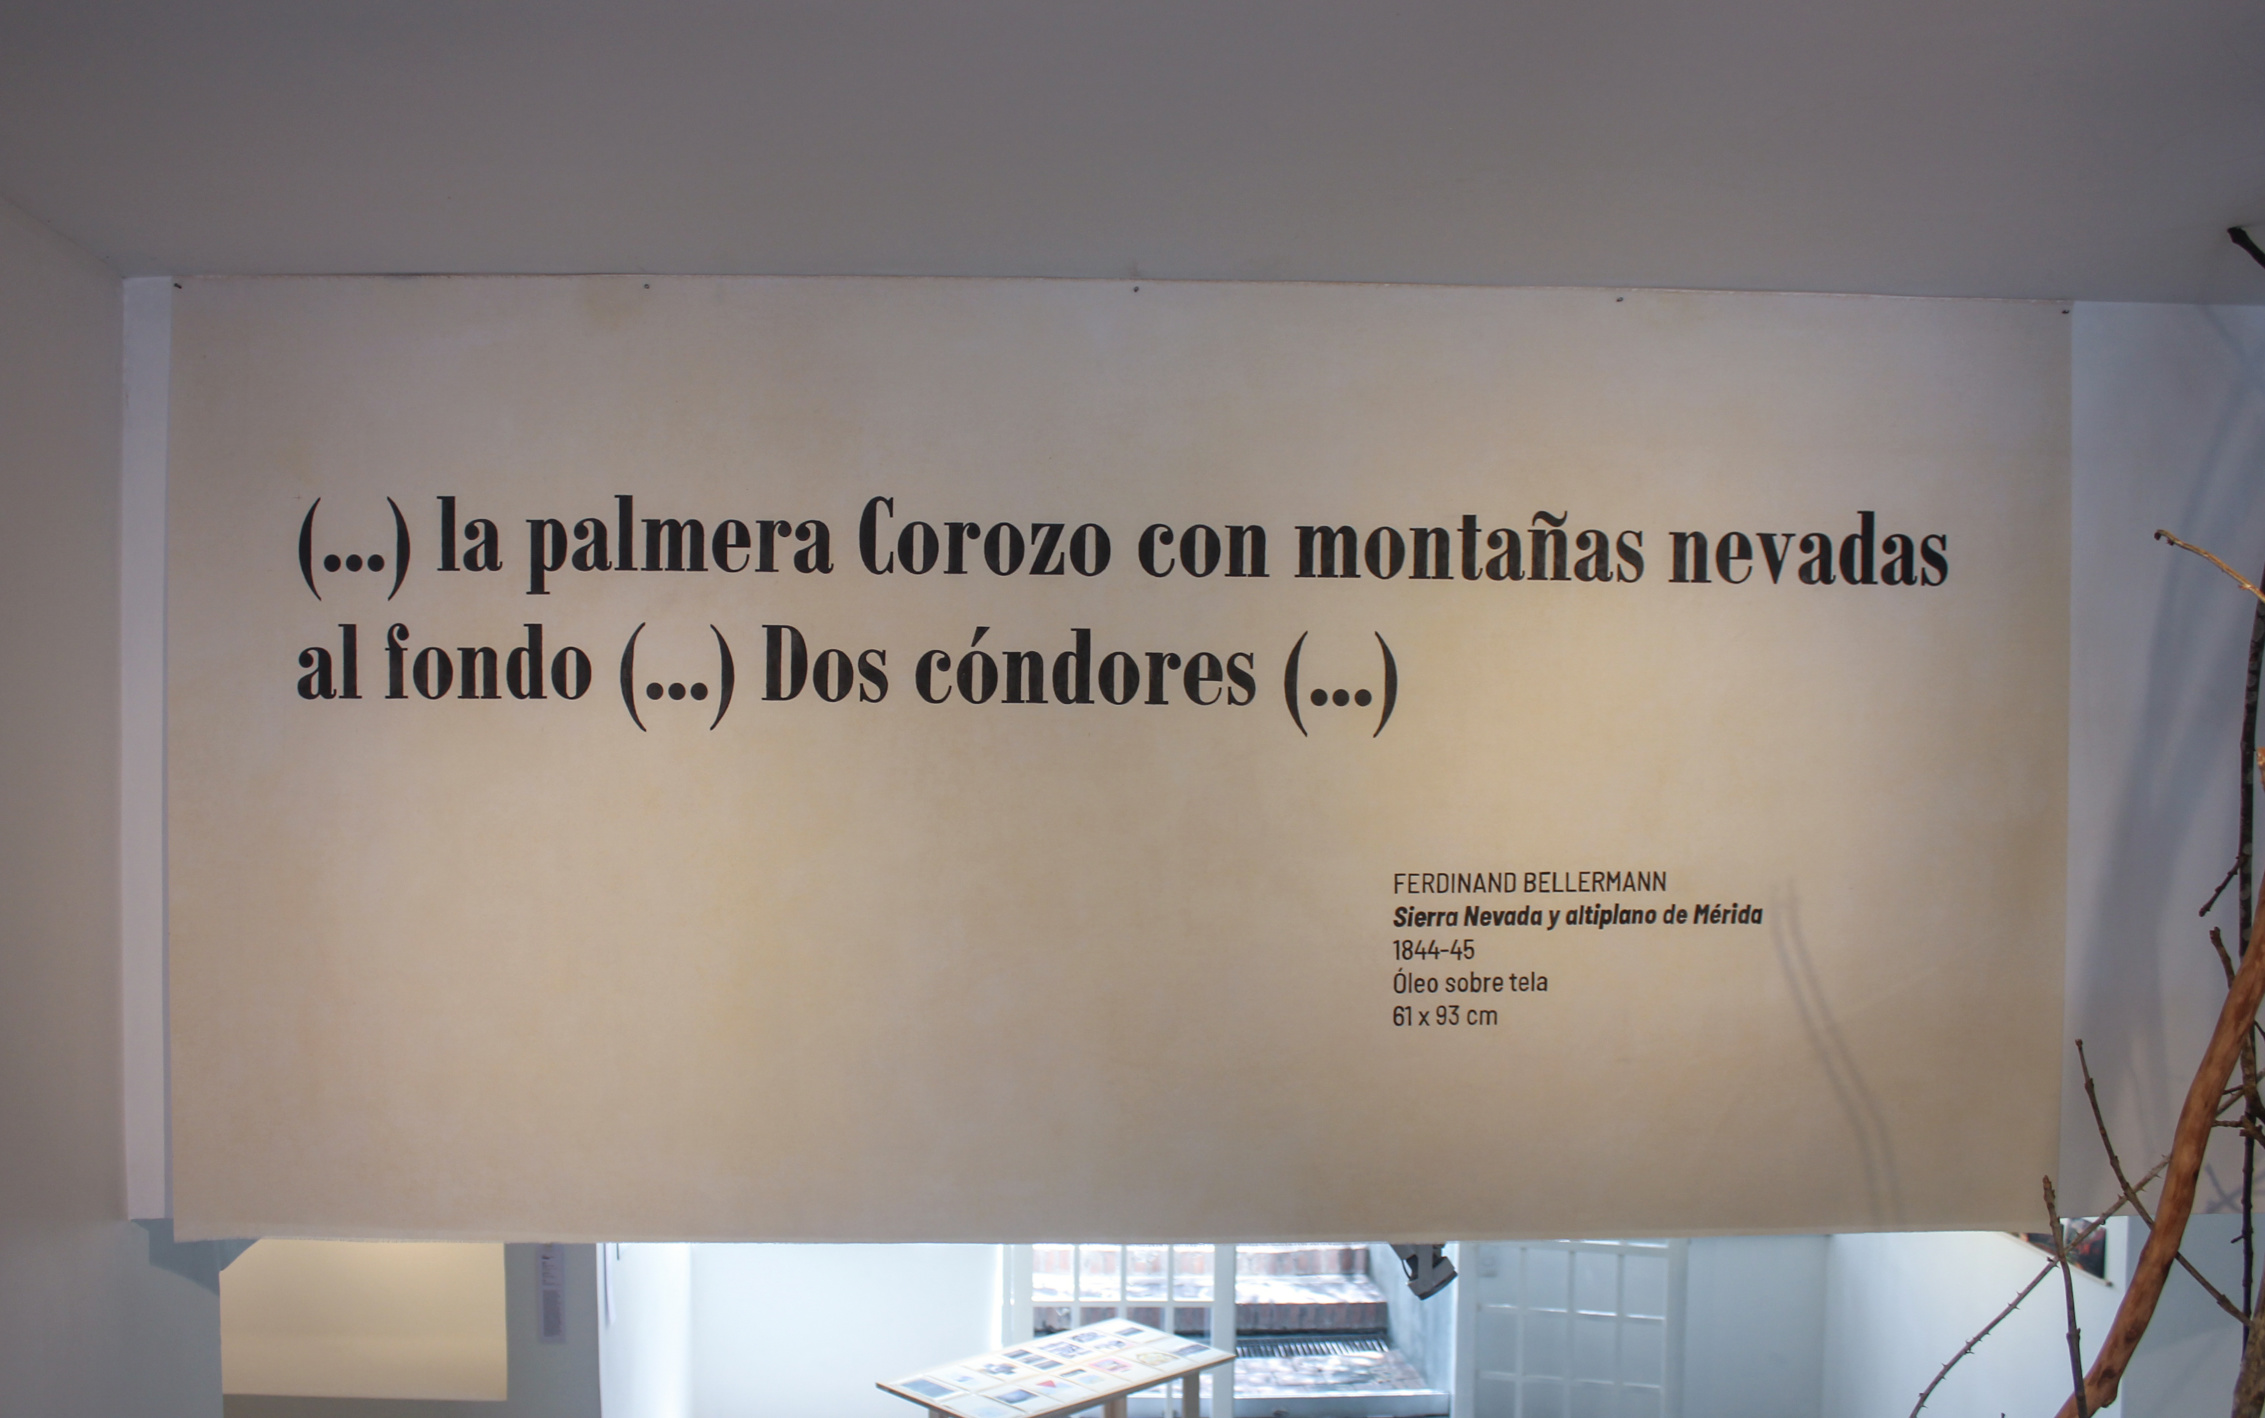 (...) la palmera Corozo con montañas nevadas
al fondo (...) Dos cóndores (...)
FERDINAND BELLERMANN
Sierra Nevada y altiplano de Mérida
1844-45
Óleo sobre tela
61 x 93 cm